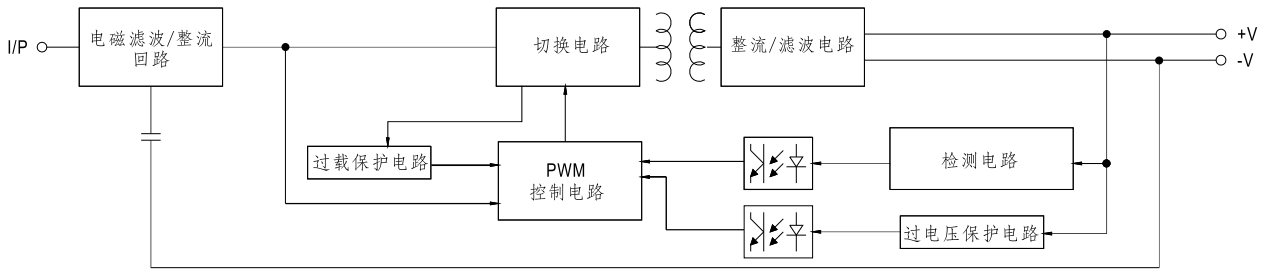 I/P
电磁滤波/整流
回路
切换电路
整流/滤波电路
+V
-V
过载保护电路
PWM
控制电路
检测电路
过电压保护电路